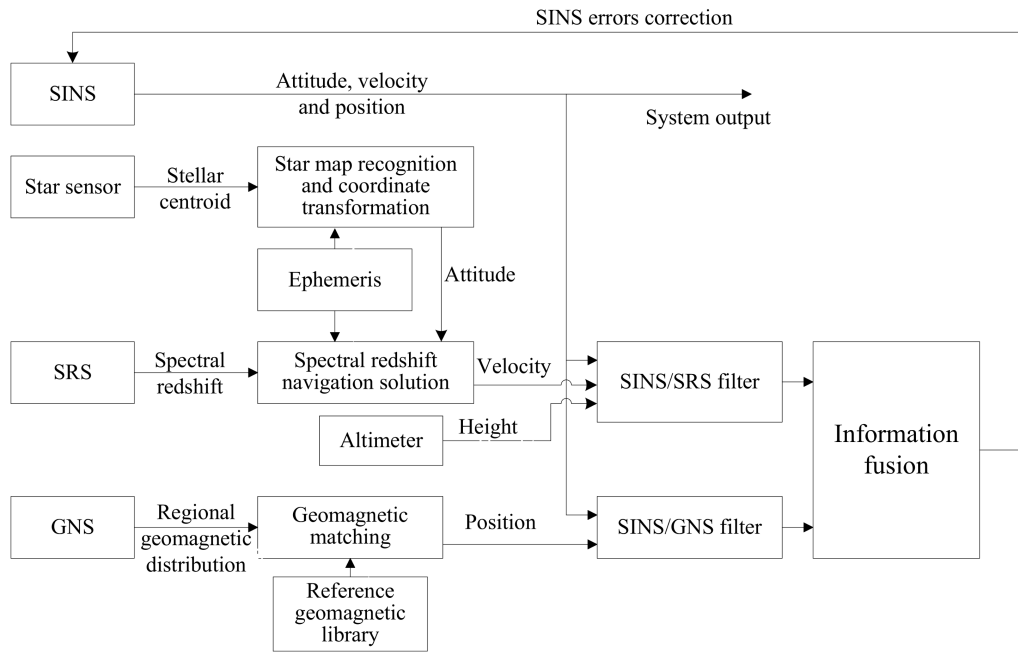 SINS errors correction
SINS
Attitude, velocity
and position
System output
Star sensor
Stellar
centroid
Star map recognition
and coordinate
transformation
Ephemeris
Attitude
SRS
Spectral
redshift
Spectral redshift
navigation solution
Velocity
SINS/SRS filter
Altimeter
Height
Information
fusion
GNS
Regional
geomagnetic
distribution
Geomagnetic
matching
Position
SINS/GNS filter
Reference
geomagnetic
library